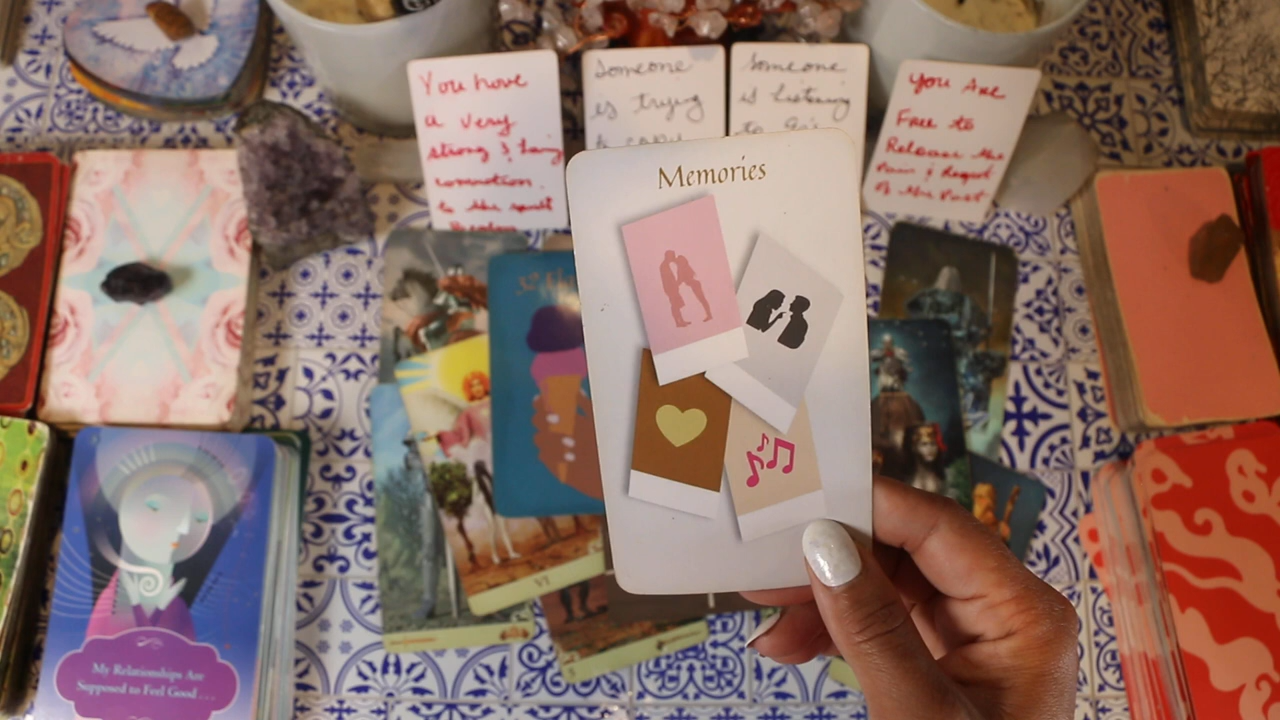 You have
a very
strong & 
connection
to the spirit
Someone
is trying
Someone
is listening
You Are
Free to
Release the
Pain & Regret
of the Past
Memories
VI
My Relationships Are
Supposed to Feel Good . . .